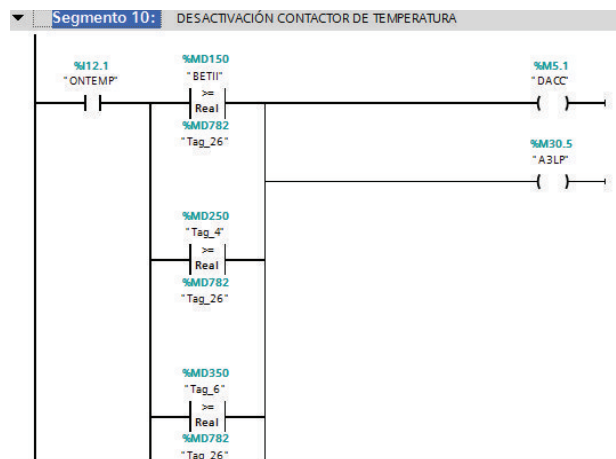 Segmento 10: DESACTIVACIÓN CONTACTOR DE TEMPERATURA
%I12.1
"ONTEMP"
%MD150
"BETII"
>=
Real
%MD782
"Tag_26"
%M5.1
"DACC"
%M30.5
"A3LP"
%MD250
"Tag_4"
>=
Real
%MD782
"Tag_26"
%MD350
"Tag_6"
>=
Real
%MD782
"Tag_26"